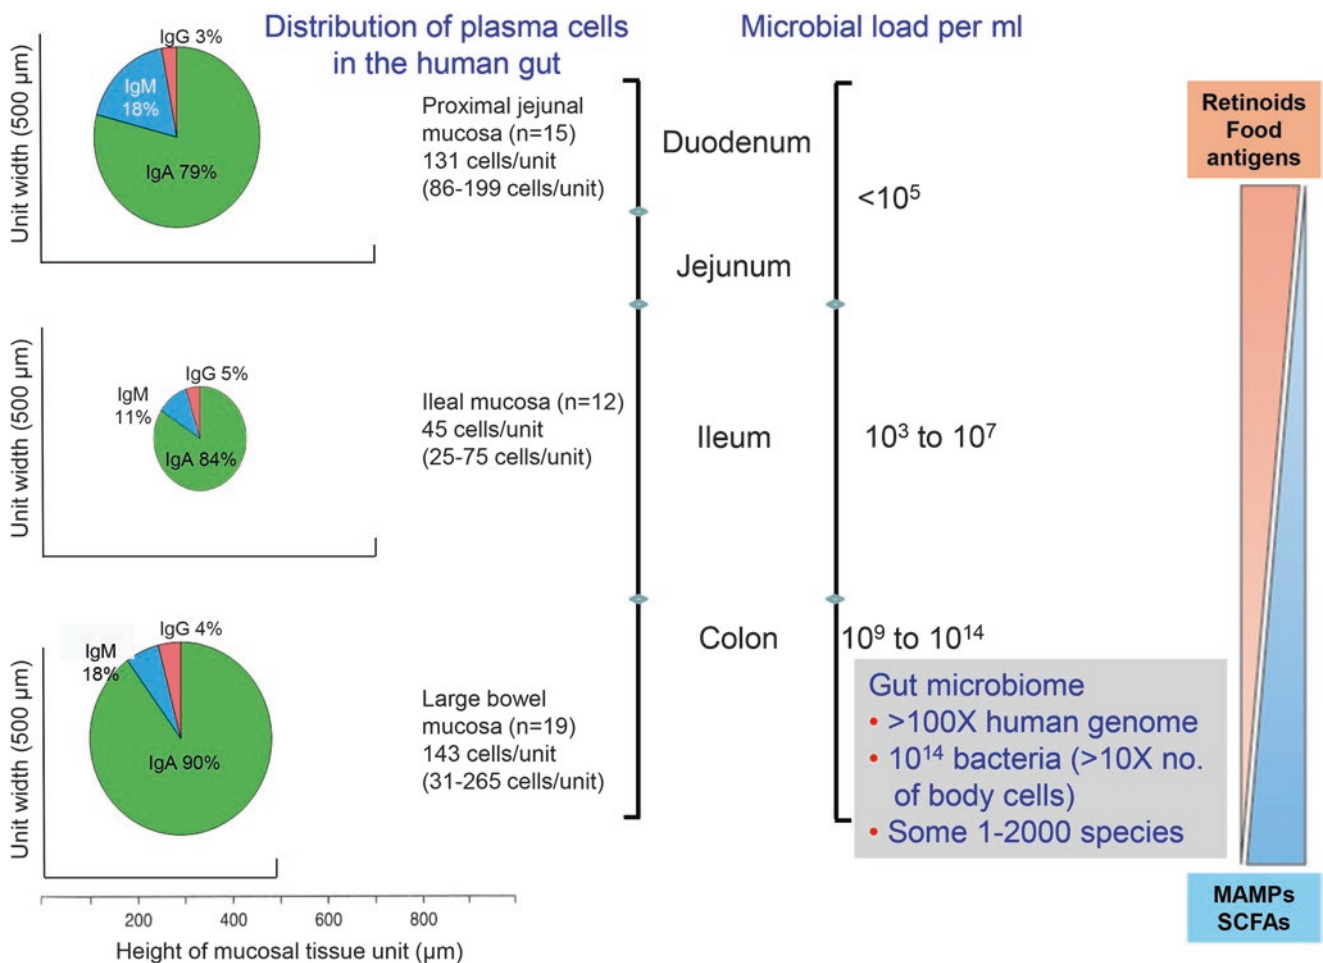 Distribution of plasma cells
in the human gut
Microbial load per ml
Unit width (500 µm)
IgG 3%
IgM
18%
IgA 79%
Proximal jejunal
mucosa (n=15)
131 cells/unit
(86-199 cells/unit)
Duodenum
Jejunum
<10⁵
Retinoids
Food
antigens
Unit width (500 µm)
IgG 5%
IgM
11%
IgA 84%
Ileal mucosa (n=12)
45 cells/unit
(25-75 cells/unit)
Ileum
10³ to 10⁷
Unit width (500 µm)
IgG 4%
IgM
18%
IgA 90%
Large bowel
mucosa (n=19)
143 cells/unit
(31-265 cells/unit)
Colon
10⁹ to 10¹⁴
Gut microbiome
• >100X human genome
• 10¹⁴ bacteria (>10X no.
of body cells)
• Some 1-2000 species
MAMPs
SCFAs
200 400 600 800
Height of mucosal tissue unit (µm)